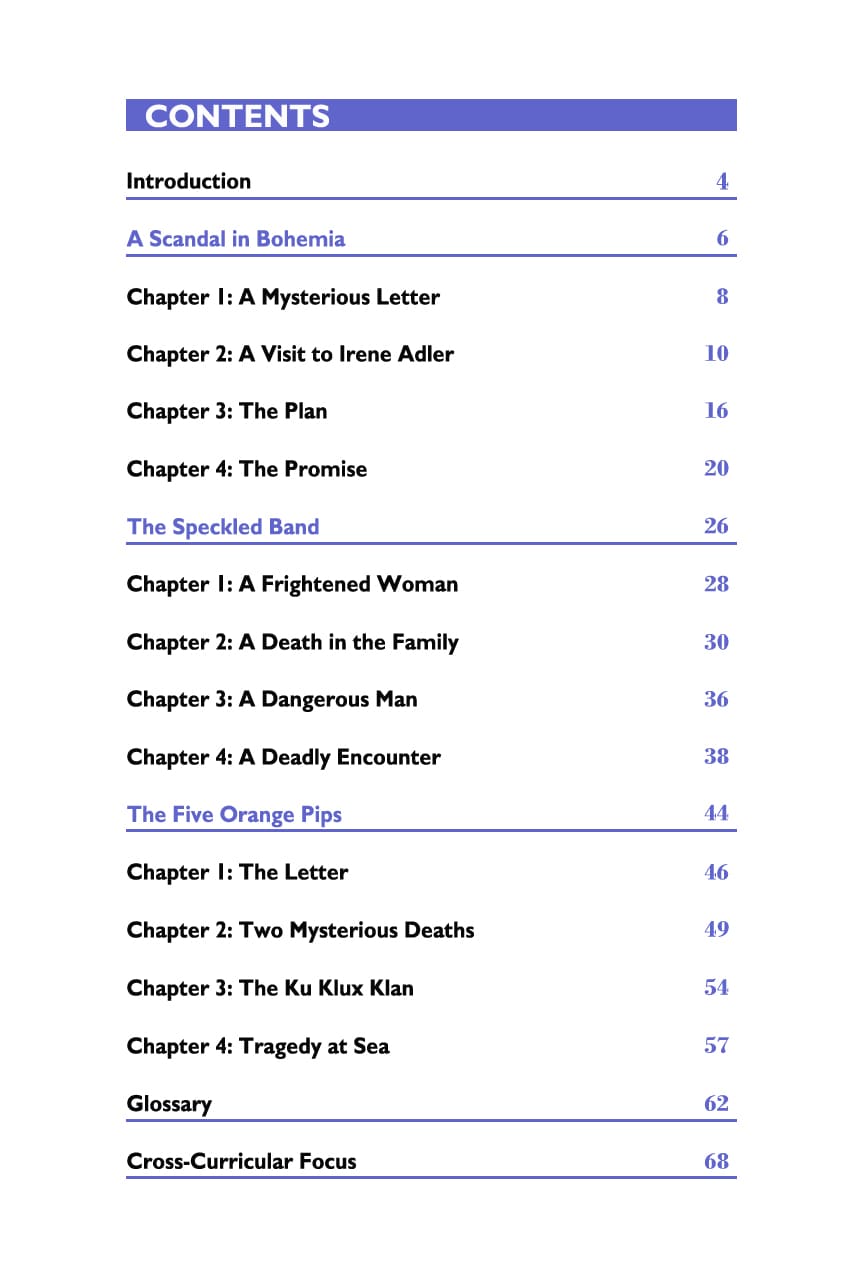 CONTENTS
Introduction 4
A Scandal in Bohemia 6
Chapter 1: A Mysterious Letter 8
Chapter 2: A Visit to Irene Adler 10
Chapter 3: The Plan 16
Chapter 4: The Promise 20
The Speckled Band 26
Chapter 1: A Frightened Woman 28
Chapter 2: A Death in the Family 30
Chapter 3: A Dangerous Man 36
Chapter 4: A Deadly Encounter 38
The Five Orange Pips 44
Chapter 1: The Letter 46
Chapter 2: Two Mysterious Deaths 49
Chapter 3: The Ku Klux Klan 54
Chapter 4: Tragedy at Sea 57
Glossary 62
Cross-Curricular Focus 68